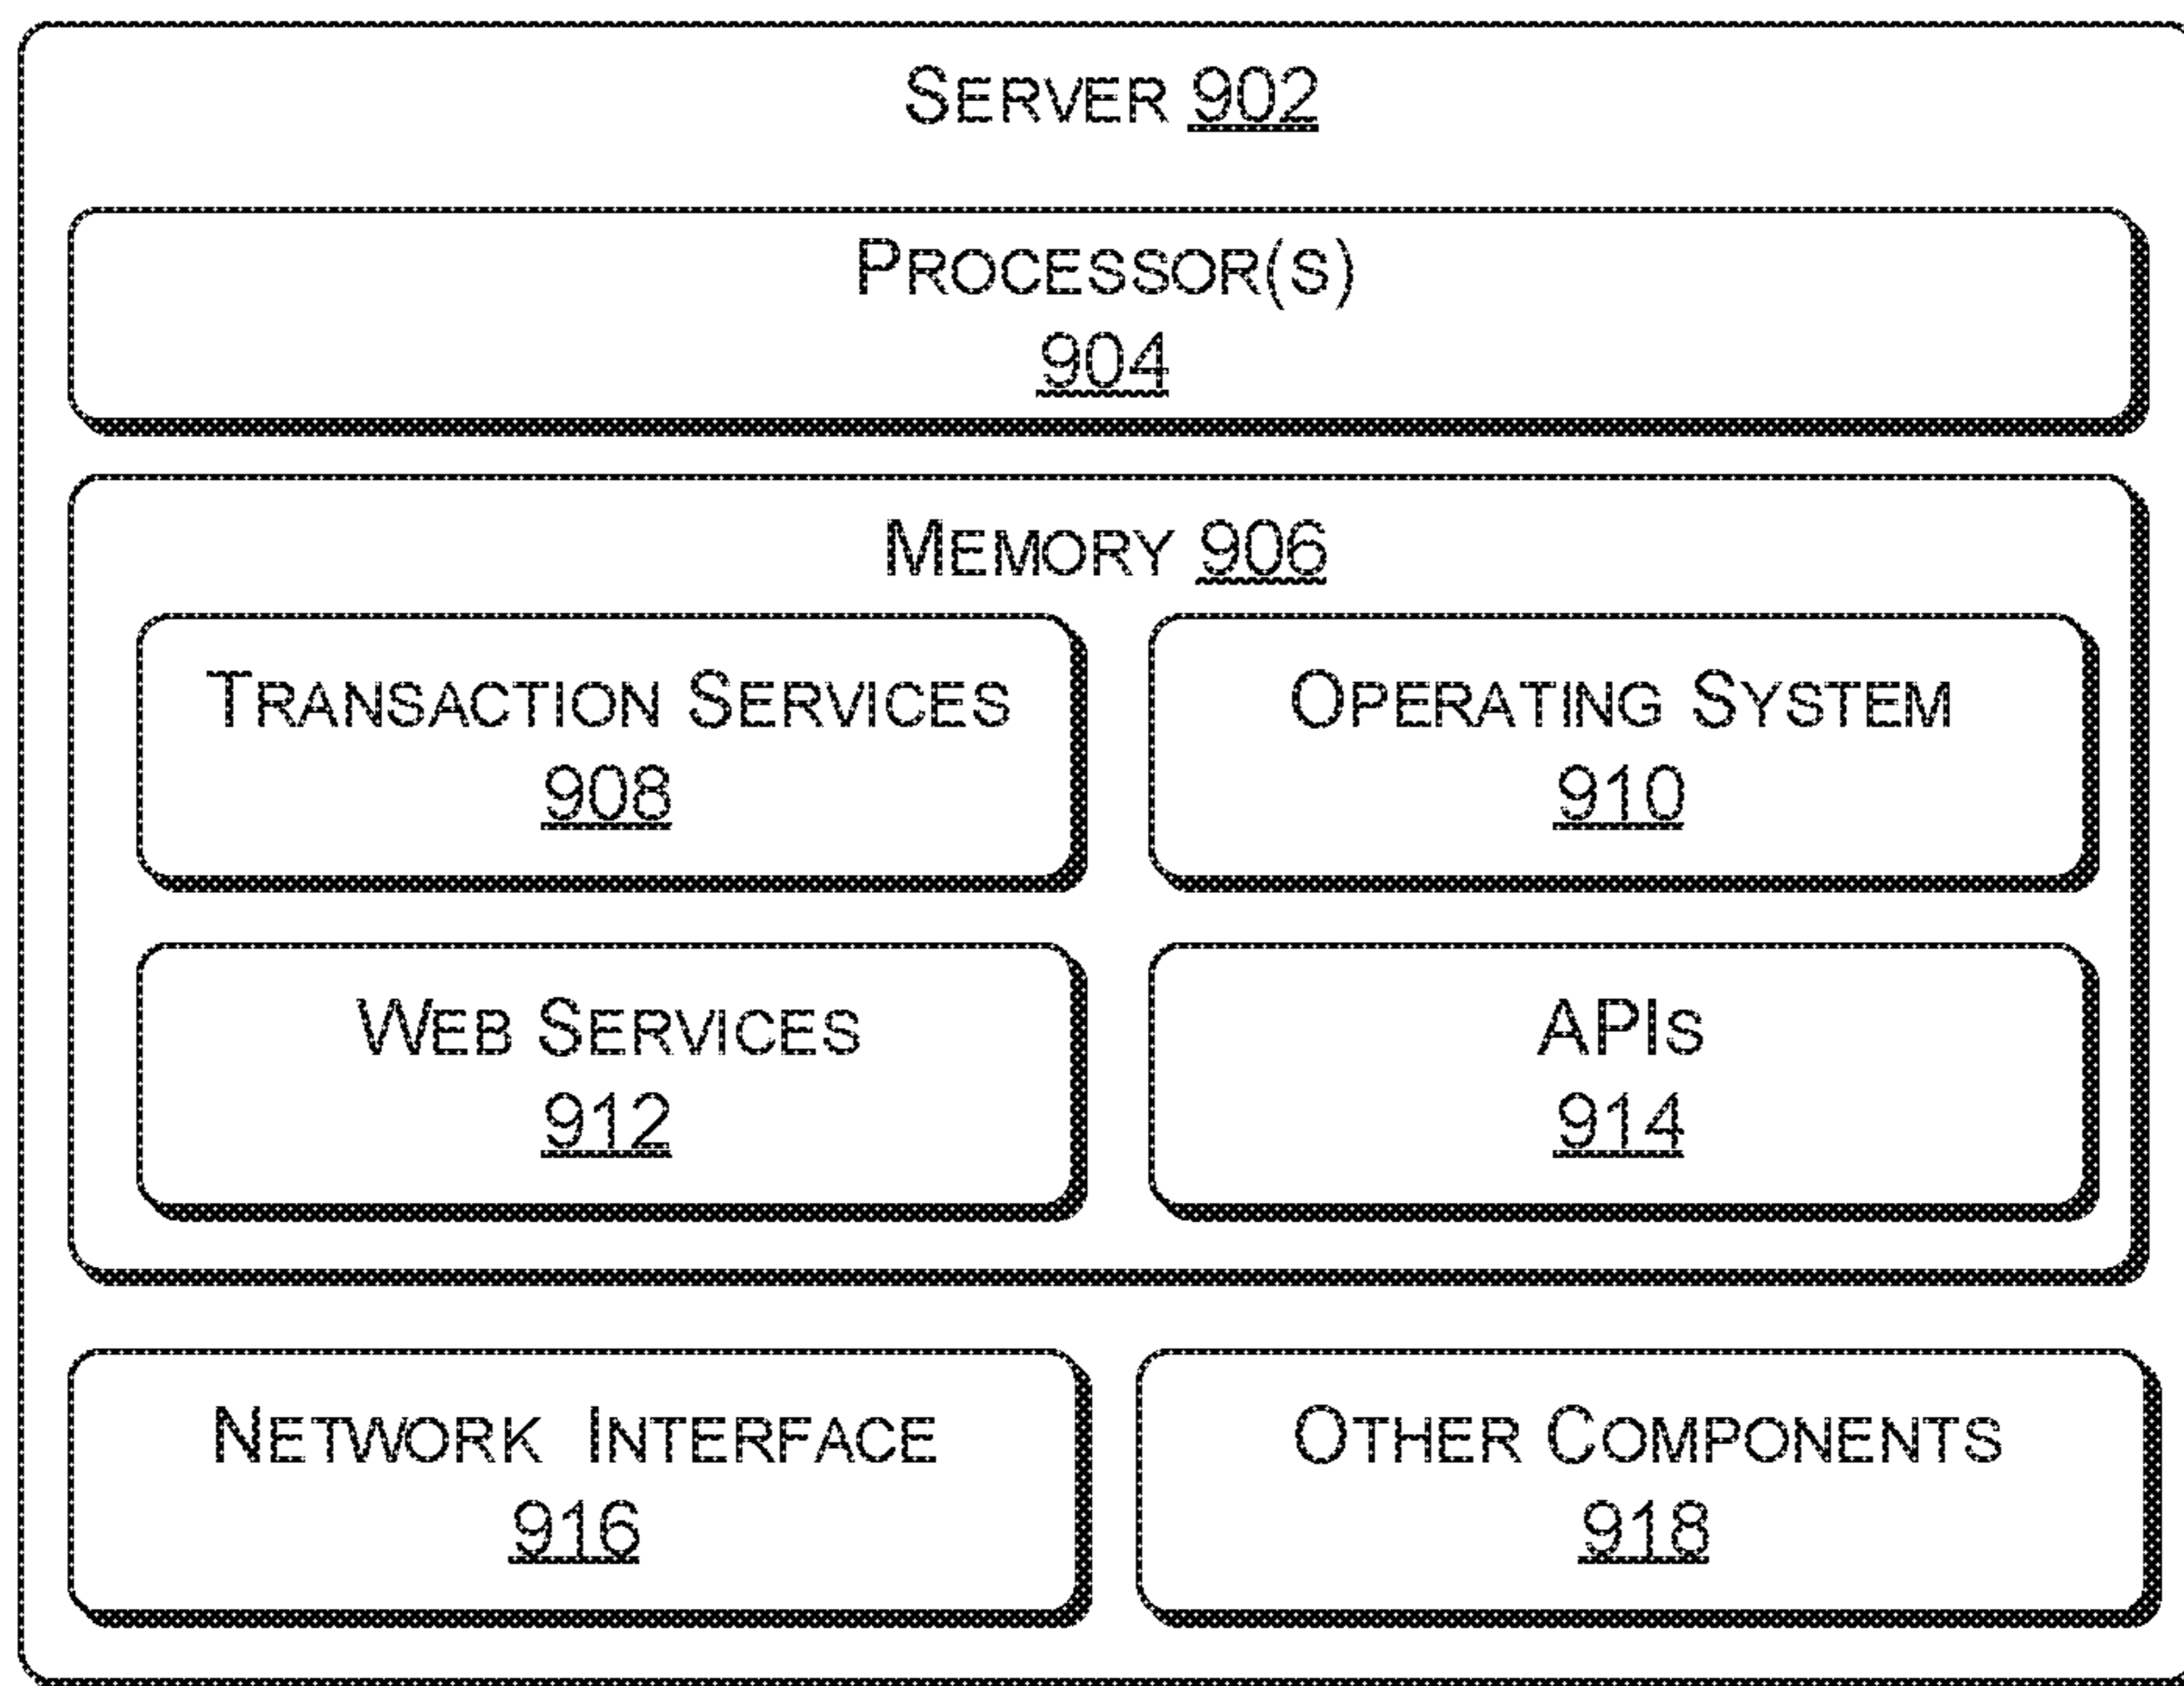 SERVER 902
PROCESSOR(S)
904
MEMORY 906
TRANSACTION SERVICES
908
OPERATING SYSTEM
910
WEB SERVICES
912
APIS
914
NETWORK INTERFACE
916
OTHER COMPONENTS
918